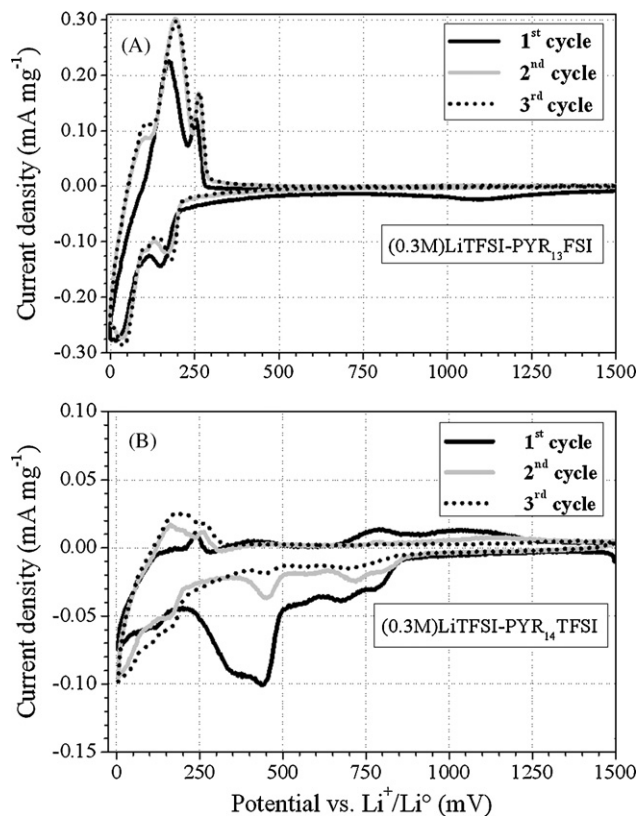 (A)
1st cycle
2nd cycle
3rd cycle
(0.3M)LiTFSI-PYR13FSI
Current density (mA mg-1)
0.30
0.20
0.10
0.00
-0.10
-0.20
-0.30
0 250 500 750 1000 1250 1500
(B)
1st cycle
2nd cycle
3rd cycle
(0.3M)LiTFSI-PYR14TFSI
Current density (mA mg-1)
0.10
0.05
0.00
-0.05
-0.10
-0.15
0 250 500 750 1000 1250 1500
Potential vs. Li+/Li° (mV)